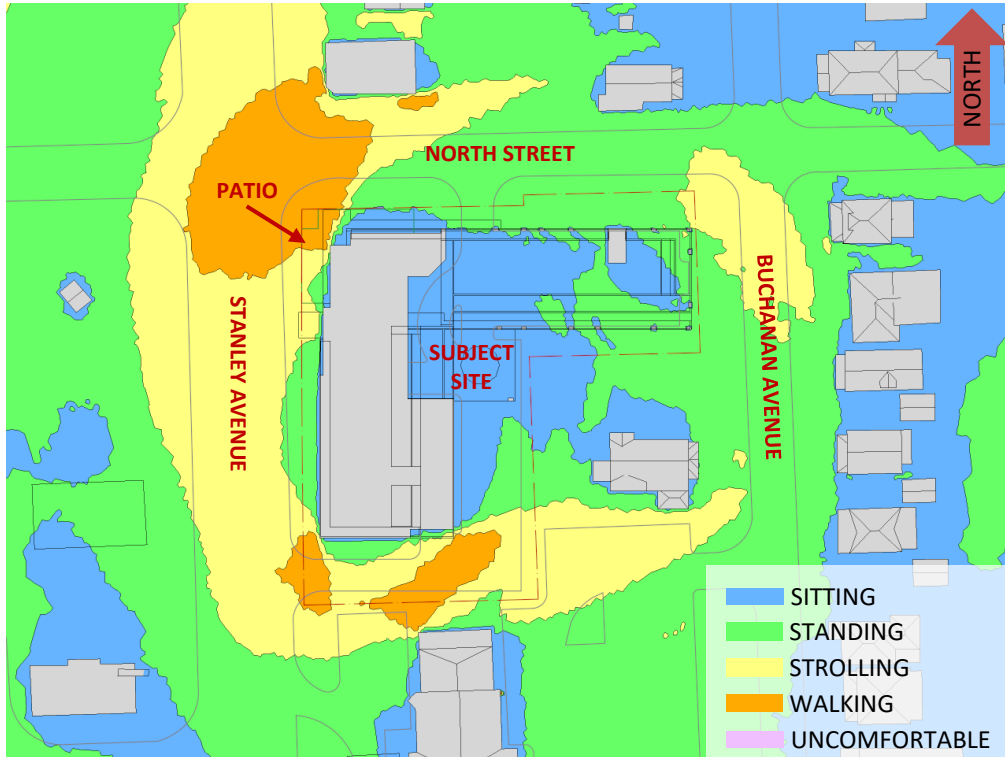 NORTH
NORTH STREET
PATIO
STANLEY AVENUE
BUCHANAN AVENUE
SUBJECT
SITE
SITTING
STANDING
STROLLING
WALKING
UNCOMFORTABLE